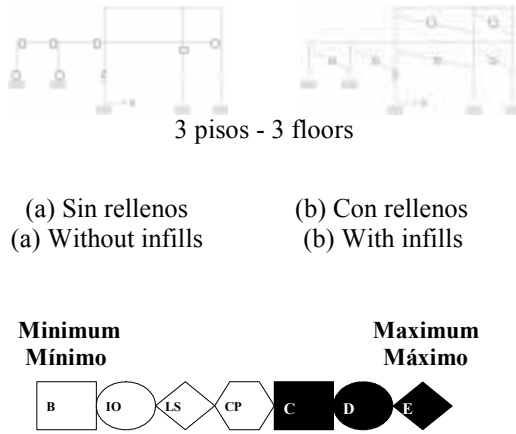 3 pisos - 3 floors
(a) Sin rellenos (b) Con rellenos
(a) Without infills (b) With infills
Minimum Maximum
Mínimo Máximo
B IO LS CP C D E